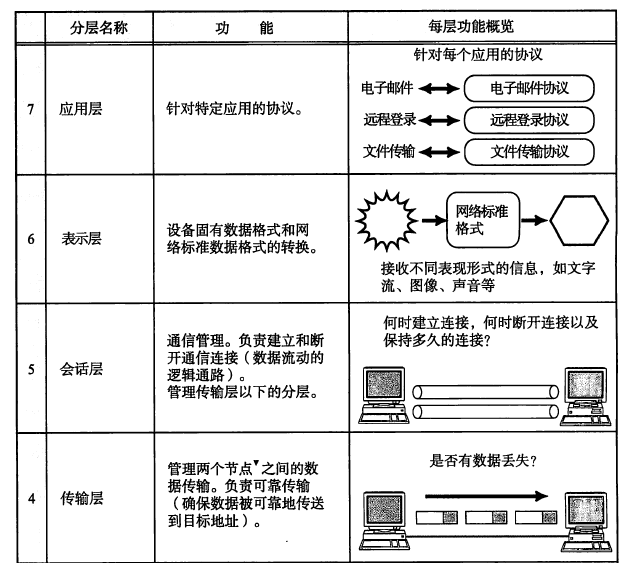 分层名称 功 能 每层功能概览
7 应用层 针对特定应用的协议。
针对每个应用的协议
电子邮件 电子邮件协议
远程登录 远程登录协议
文件传输 文件传输协议
6 表示层
设备固有数据格式和网
络标准数据格式的转换。
网络标准
格式
接收不同表现形式的信息，如文字
流、图像、声音等
5 会话层
通信管理。负责建立和断
开通信连接（数据流动的
逻辑通路）。
管理传输层以下的分层。
何时建立连接，何时断开连接以及
保持多久的连接？
4 传输层
管理两个节点▼之间的数
据传输。负责可靠传输
（确保数据被可靠地传送
到目标地址）。
是否有数据丢失？